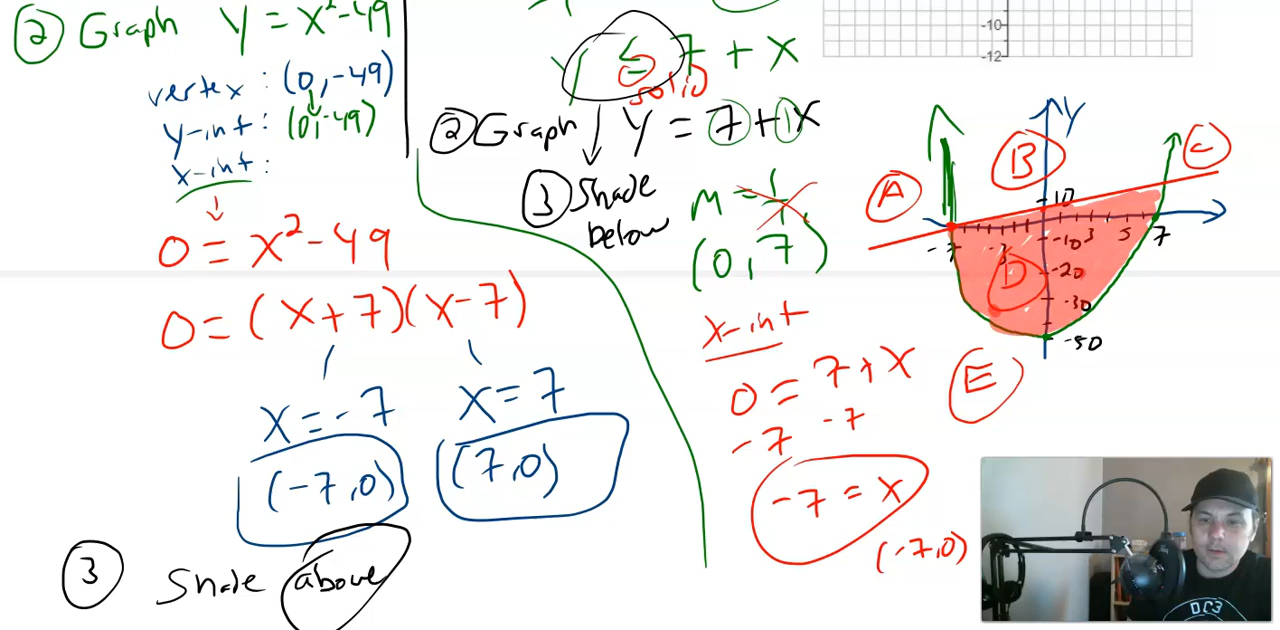 ② Graph y = x²-49
vertex: (0,-49)
y-int: (0,-49)
x-int:
0 = x²-49
0 = (x+7)(x-7)
x = -7 x = 7
(-7,0) (7,0)
③ Shade above
y ≤ 7 + x
solid
② Graph y = 7+1x
③ Shade
below
m = 1/1
(0,7)
x-int
0 = 7+x
-7 -7
-7 = x
(-7,0)
-10
-12
y
A
B
C
D
E
10
-7 -3 3 5 7
-10
-20
-30
-50
DC3